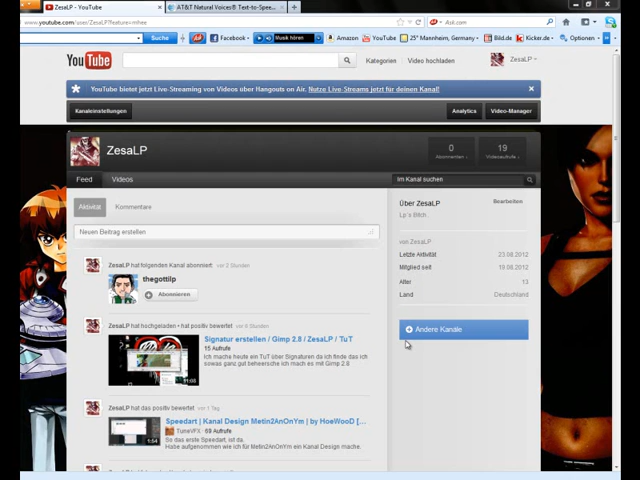 ZesaLP - YouTube
AT&T Natural Voices® Text-to-Spee...
www.youtube.com/user/ZesaLP?feature=mhee
Ask.com
Suche
Facebook
Musik hören
Amazon
YouTube
25° Mannheim, Germany
Bild.de
Kicker.de
Optionen
YouTube
Kategorien
Video hochladen
ZesaLP
YouTube bietet jetzt Live-Streaming von Videos über Hangouts on Air. Nutze Live-Streams jetzt für deinen Kanal!
Kanaleinstellungen
Analytics
Video-Manager
ZesaLP
0
Abonnenten
19
Videoaufrufe
Feed
Videos
Im Kanal suchen
Aktivität
Kommentare
Neuen Beitrag erstellen
Über ZesaLP
Bearbeiten
Lp´s Bitch.
von ZesaLP
Letzte Aktivität 23.08.2012
Mitglied seit 19.08.2012
Alter 13
Land Deutschland
Andere Kanäle
ZesaLP hat folgenden Kanal abonniert vor 2 Stunden
thegottilp
Abonnieren
ZesaLP hat hochgeladen • hat positiv bewertet vor 6 Stunden
Signatur erstellen / Gimp 2.8 / ZesaLP / TuT
15 Aufrufe
Ich mache heute ein TuT über Signaturen da ich finde das ich
sowas ganz gut beherrsche ich mach es mit Gimp 2.8
ZesaLP hat das positiv bewertet vor 1 Tag
Speedart | Kanal Design Metin2AnOnYm | by HoeWooD [...
TuneVFX 69 Aufrufe
So das erste Speedart, ist da.
Habe aufgenommen wie ich für Metin2AnOnYm ein Kanal Design mache.
1:54